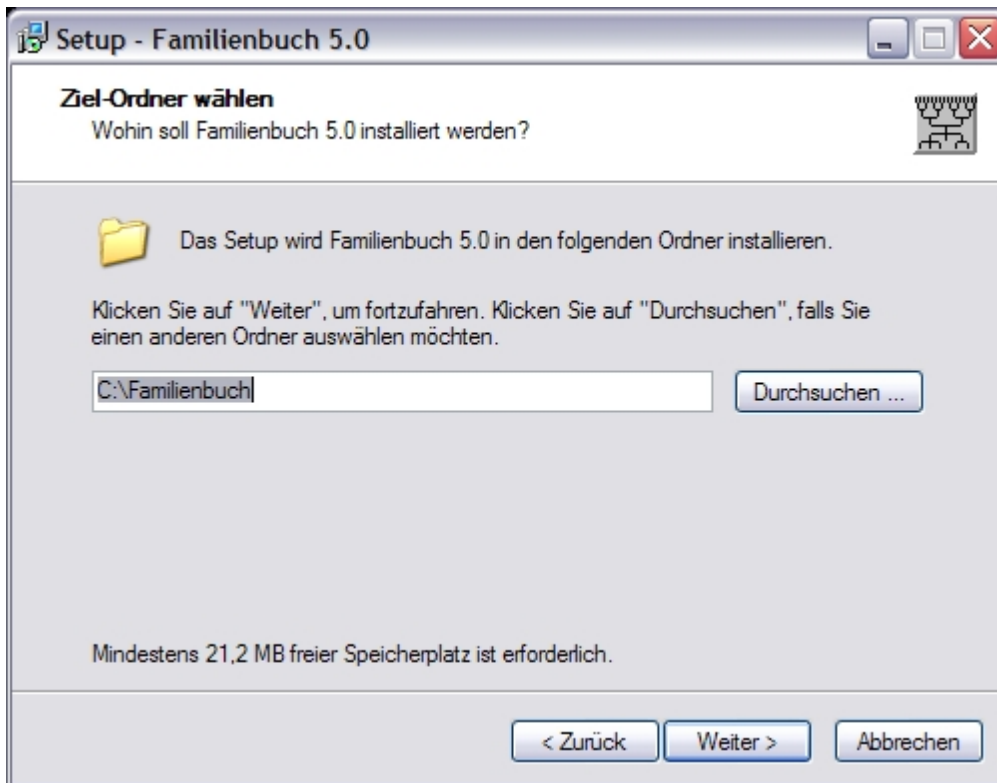 Setup - Familienbuch 5.0
Ziel-Ordner wählen
Wohin soll Familienbuch 5.0 installiert werden?
Das Setup wird Familienbuch 5.0 in den folgenden Ordner installieren.
Klicken Sie auf "Weiter", um fortzufahren. Klicken Sie auf "Durchsuchen", falls Sie
einen anderen Ordner auswählen möchten.
C:\Familienbuch
Durchsuchen ...
Mindestens 21,2 MB freier Speicherplatz ist erforderlich.
< Zurück
Weiter >
Abbrechen